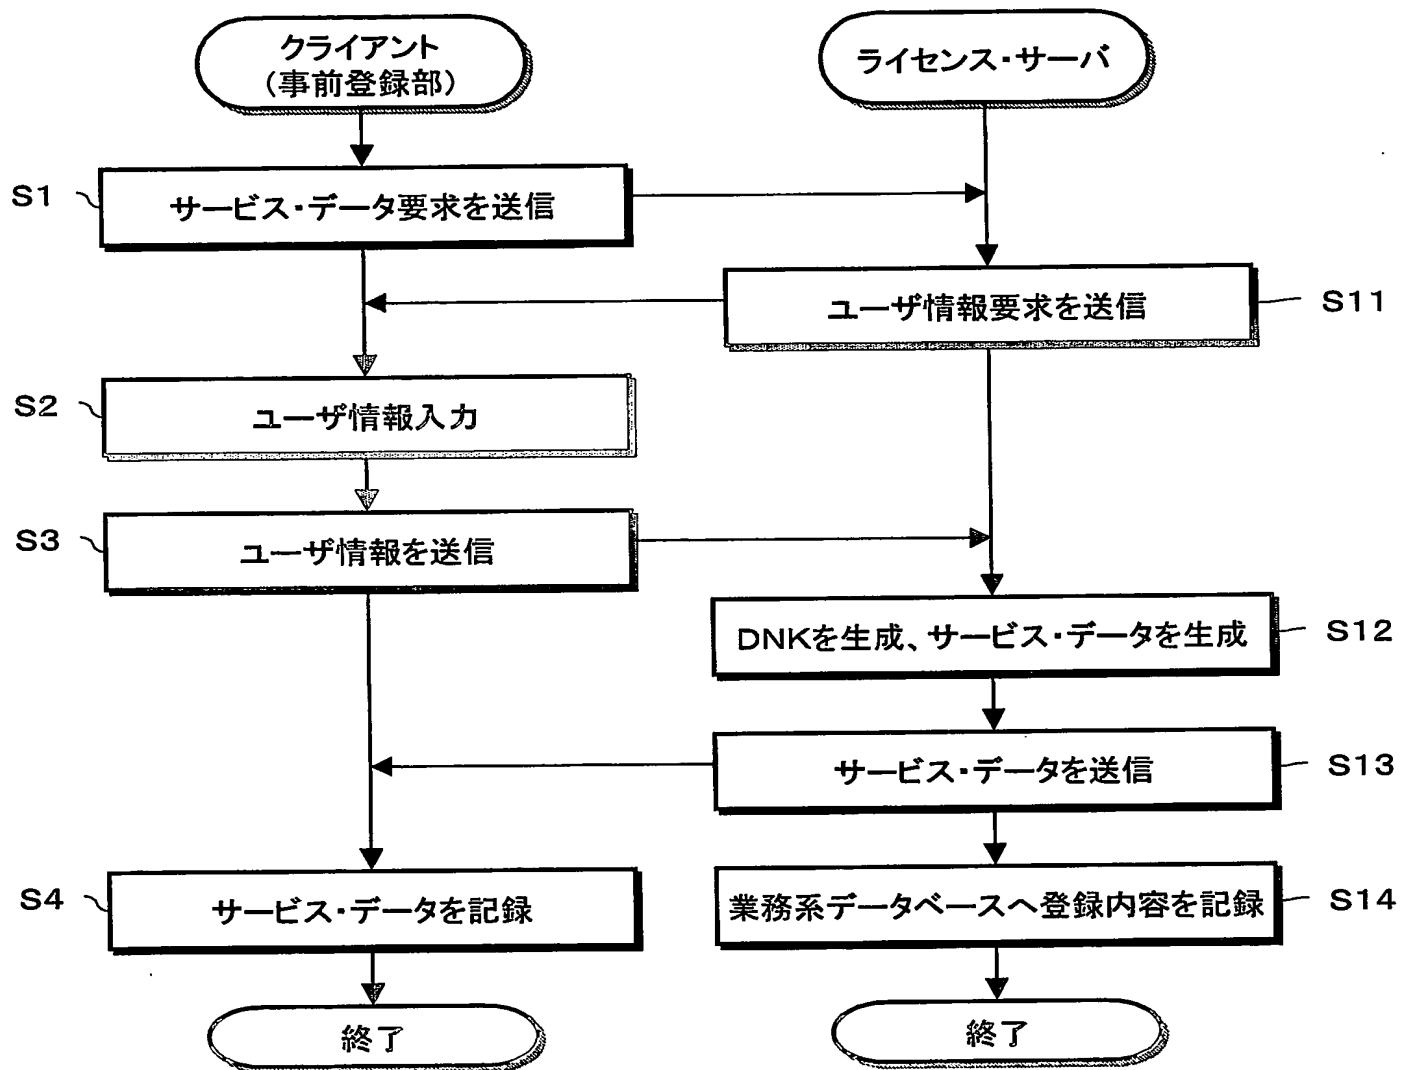 クライアント
(事前登録部)
ライセンス・サーバ
S1
サービス・データ要求を送信
ユーザ情報要求を送信
S11
S2
ユーザ情報入力
S3
ユーザ情報を送信
DNKを生成、サービス・データを生成
S12
サービス・データを送信
S13
S4
サービス・データを記録
業務系データベースへ登録内容を記録
S14
終了
終了